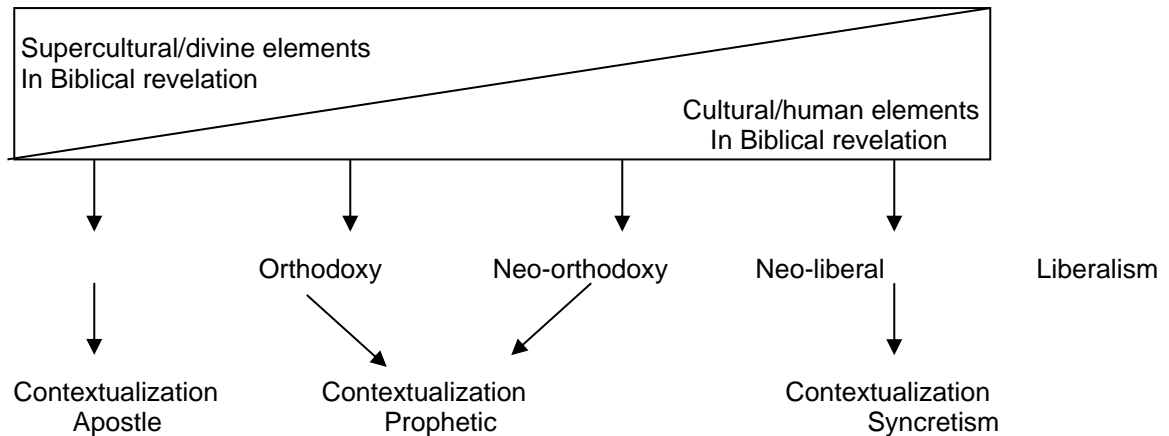 Supercultural/divine elements
In Biblical revelation
Cultural/human elements
In Biblical revelation
Orthodoxy Neo-orthodoxy Neo-liberal Liberalism
Contextualization Contextualization Contextualization
Apostle Prophetic Syncretism